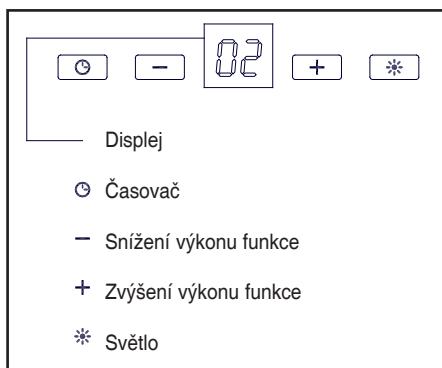 02
Displej
Časovač
Snížení výkonu funkce
Zvýšení výkonu funkce
Světlo